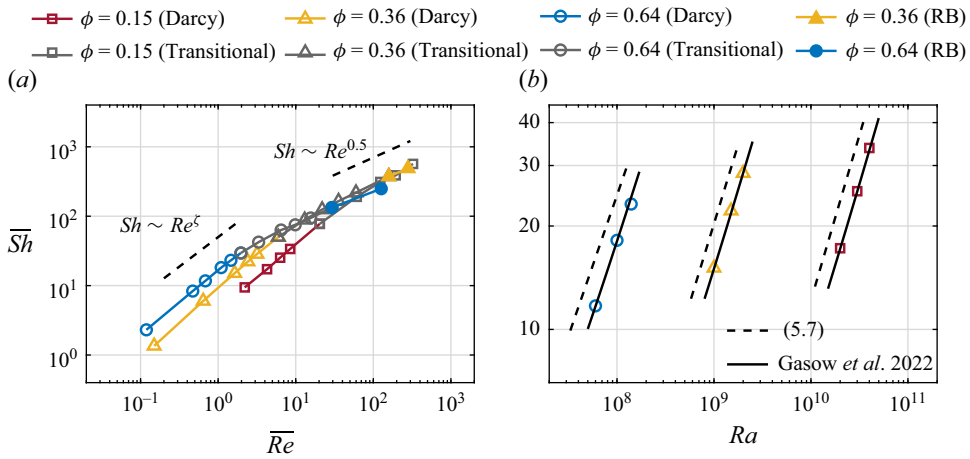 ϕ = 0.15 (Darcy) ϕ = 0.36 (Darcy) ϕ = 0.64 (Darcy) ϕ = 0.36 (RB)
ϕ = 0.15 (Transitional) ϕ = 0.36 (Transitional) ϕ = 0.64 (Transitional) ϕ = 0.64 (RB)
(a)
10³
10²
10¹
10⁰
S̅h̅
Sh ∼ Re^0.5
Sh ∼ Re^ζ
10⁻¹ 10⁰ 10¹ 10² 10³
R̅e̅
(b)
40
30
20
10
(5.7)
Gasow et al. 2022
10⁸ 10⁹ 10¹⁰ 10¹¹
Ra